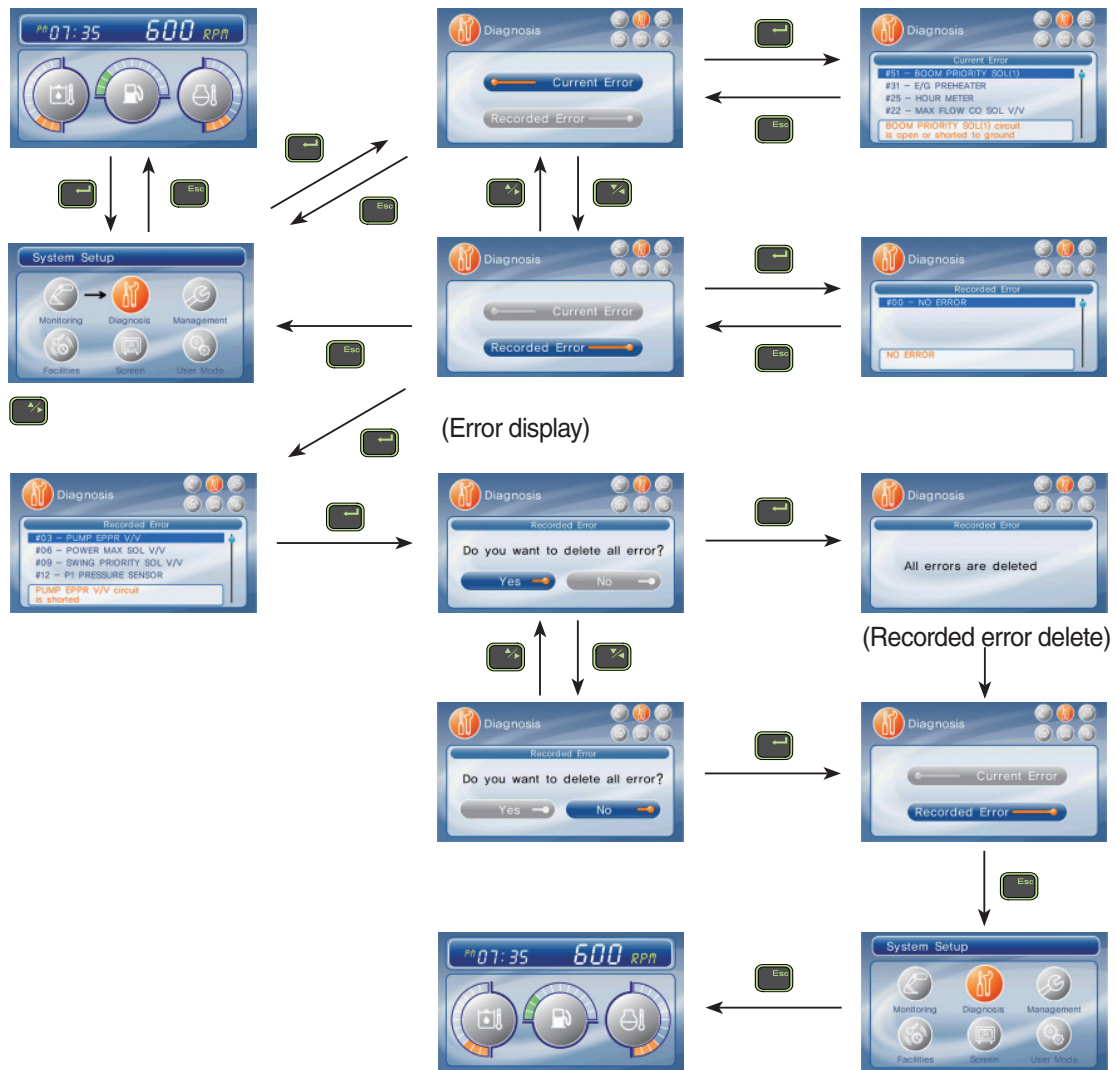 PM 07:35 600 RPM
Diagnosis
Current Error
Recorded Error
Diagnosis
Current Error
#51 - BOOM PRIORITY SOL(1)
#31 - E/G PREHEATER
#25 - HOUR METER
#22 - MAX FLOW CO SOL V/V
BOOM PRIORITY SOL(1) circuit
is open or shorted to ground
Esc
Esc
Esc
System Setup
Monitoring
Diagnosis
Management
Facilities
Screen
User Mode
Diagnosis
Current Error
Recorded Error
Diagnosis
Recorded Error
#00 - NO ERROR
NO ERROR
Esc
Esc
(Error display)
Diagnosis
Recorded Error
#03 - PUMP EPPR V/V
#06 - POWER MAX SOL V/V
#09 - SWING PRIORITY SOL V/V
#12 - P1 PRESSURE SENSOR
PUMP EPPR V/V circuit
is shorted
Diagnosis
Recorded Error
Do you want to delete all error?
Yes
No
Diagnosis
Recorded Error
All errors are deleted
(Recorded error delete)
Diagnosis
Recorded Error
Do you want to delete all error?
Yes
No
Diagnosis
Current Error
Recorded Error
Esc
PM 07:35 600 RPM
Esc
System Setup
Monitoring
Diagnosis
Management
Facilities
Screen
User Mode